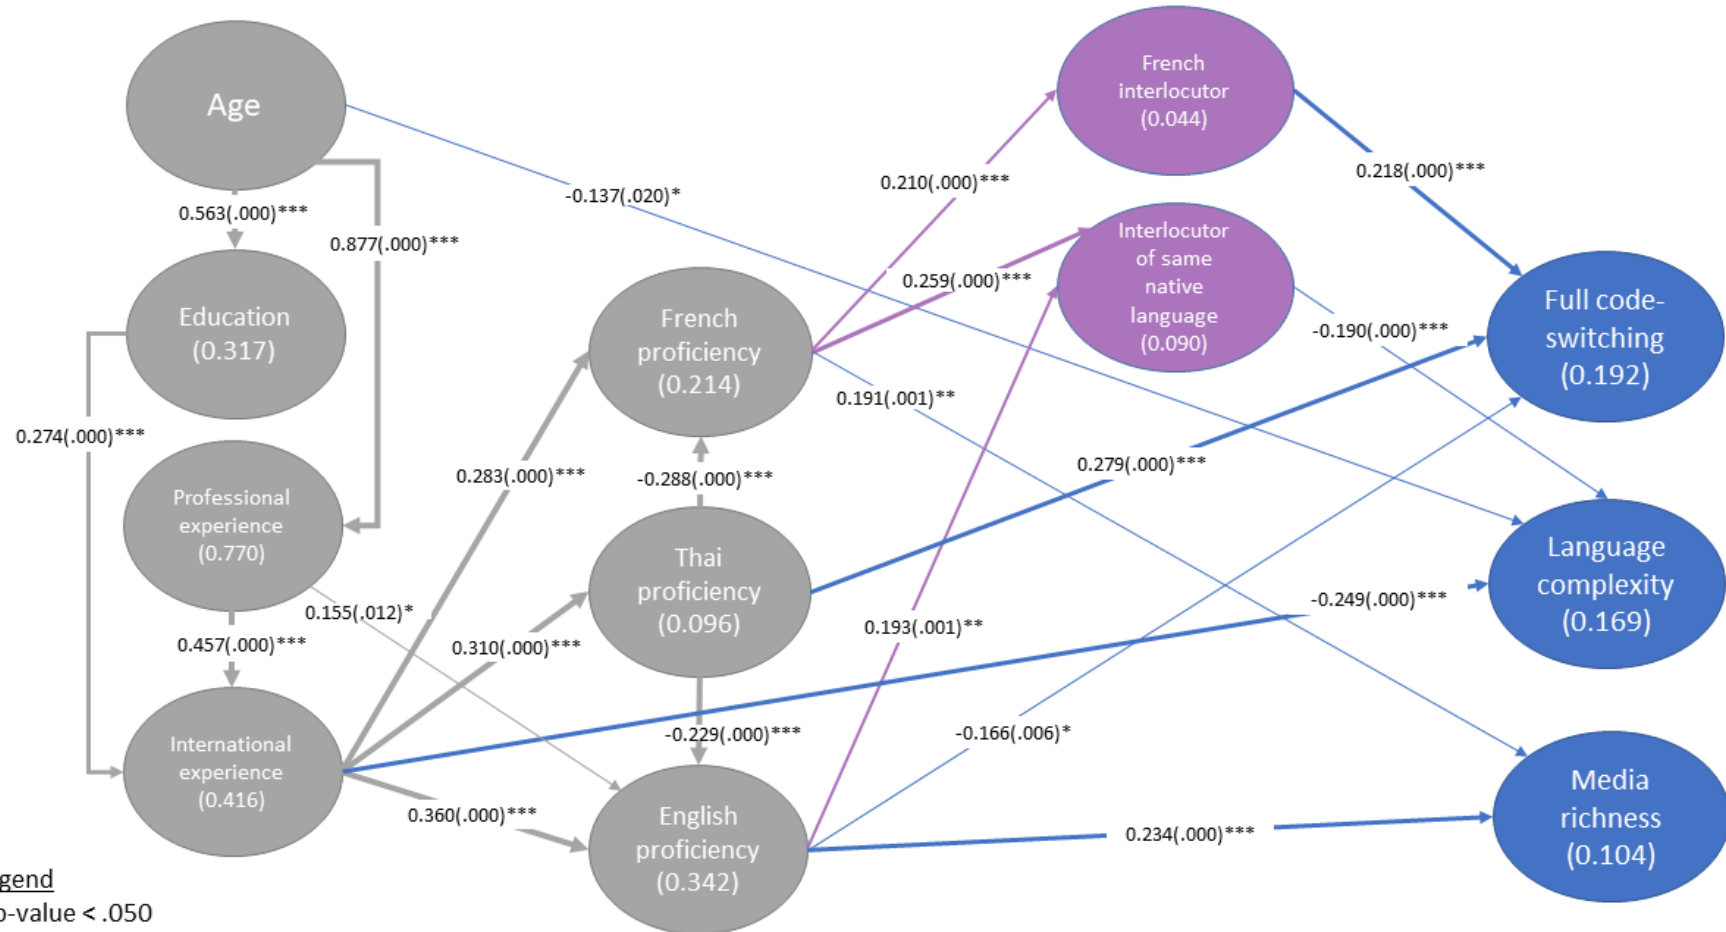 Age
0.563(.000)***
0.877(.000)***
Education
(0.317)
0.274(.000)***
Professional
experience
(0.770)
0.155(.012)*
0.457(.000)***
International
experience
(0.416)
-0.137(.020)*
French
proficiency
(0.214)
0.283(.000)***
-0.288(.000)***
Thai
proficiency
(0.096)
0.310(.000)***
-0.229(.000)***
0.360(.000)***
English
proficiency
(0.342)
0.210(.000)***
0.259(.000)***
0.191(.001)**
0.193(.001)**
French
interlocutor
(0.044)
Interlocutor
of same
native
language
(0.090)
0.218(.000)***
-0.190(.000)***
0.279(.000)***
-0.249(.000)***
-0.166(.006)*
0.234(.000)***
Full code-
switching
(0.192)
Language
complexity
(0.169)
Media
richness
(0.104)
gend
p-value < .050